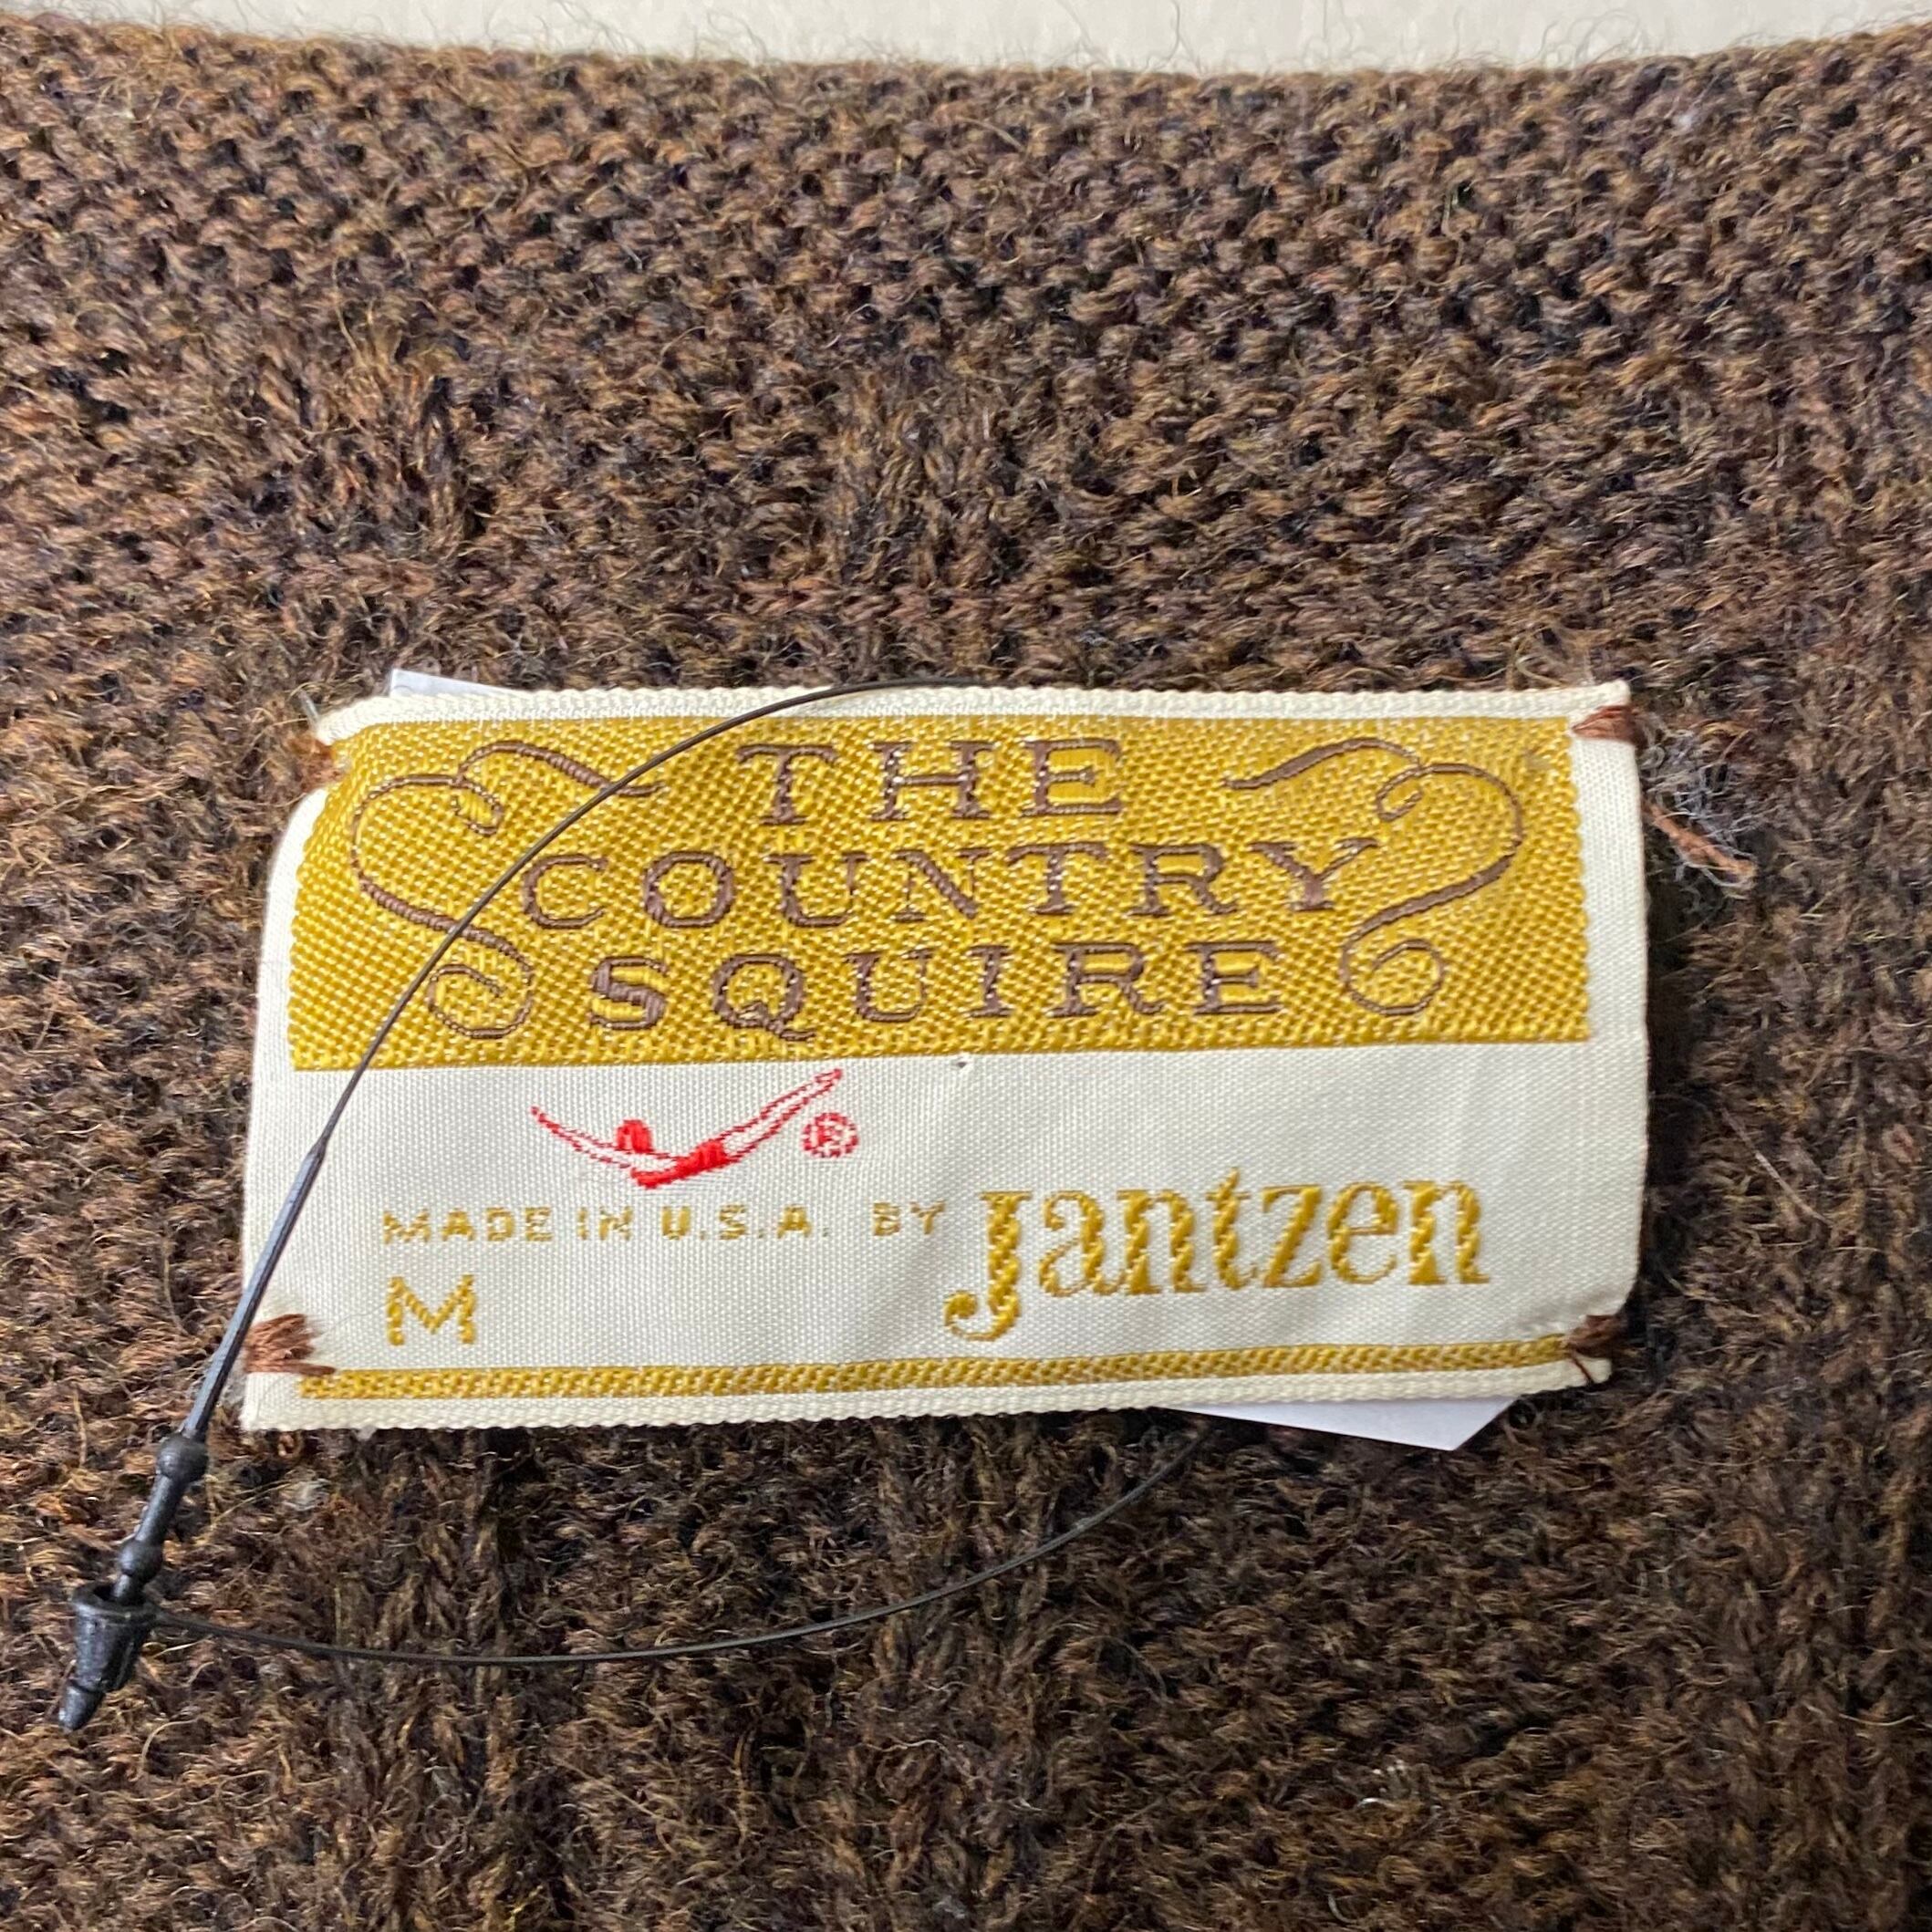 THE
COUNTRY
SQUIRE
®
MADE IN U.S.A. BY Jantzen
M